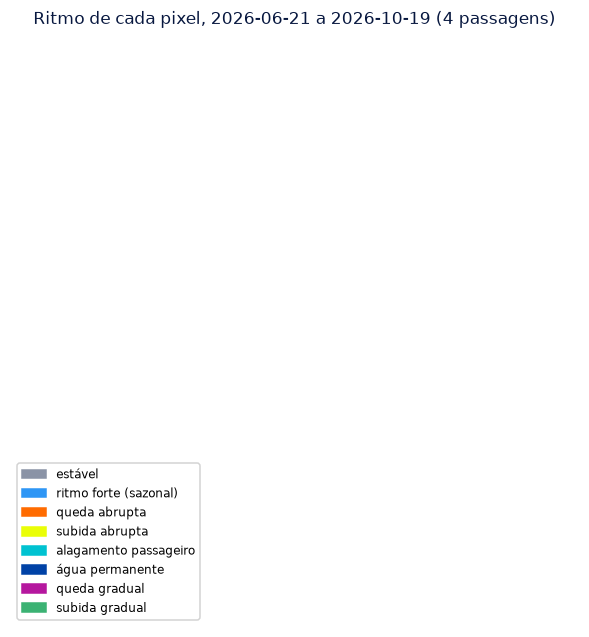 Ritmo de cada pixel, 2026-06-21 a 2026-10-19 (4 passagens)
estável
ritmo forte (sazonal)
queda abrupta
subida abrupta
alagamento passageiro
água permanente
queda gradual
subida gradual